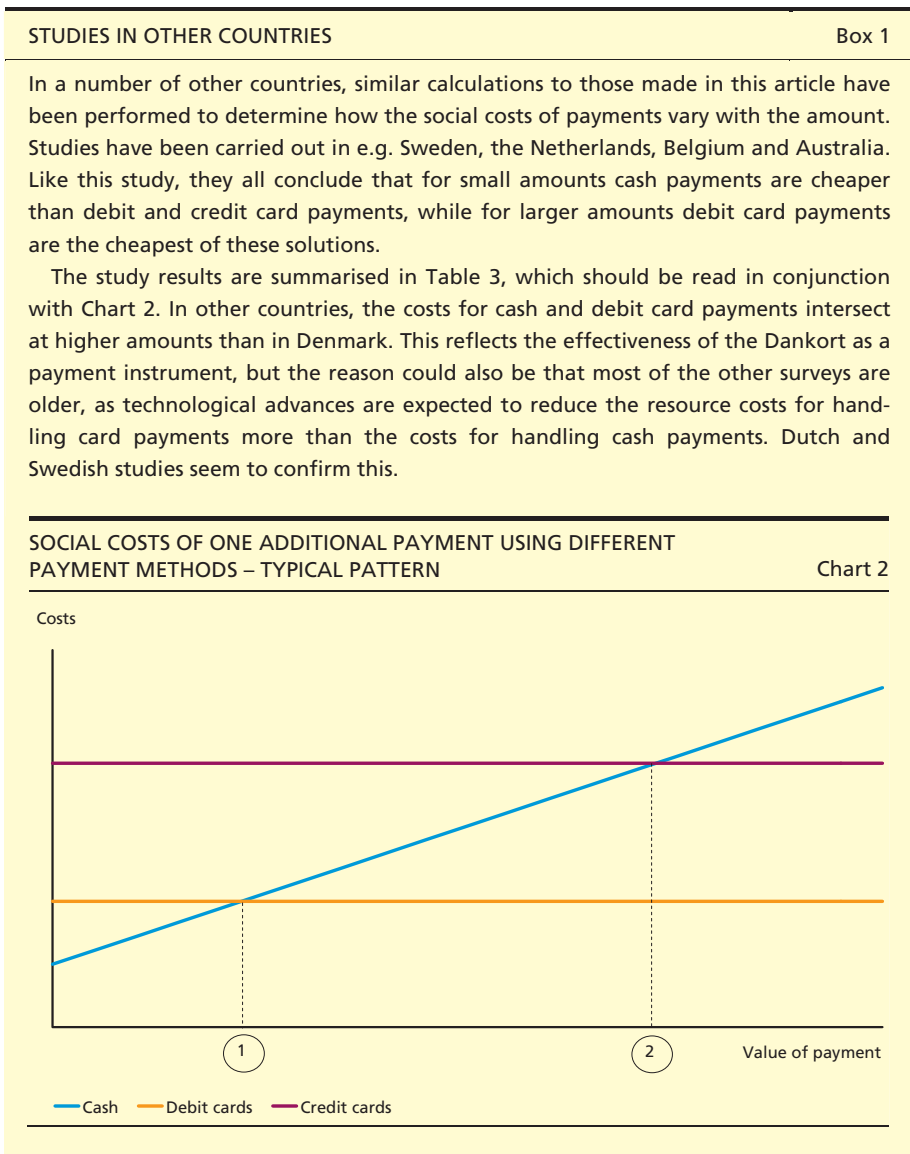 STUDIES IN OTHER COUNTRIES Box 1
In a number of other countries, similar calculations to those made in this article have
been performed to determine how the social costs of payments vary with the amount.
Studies have been carried out in e.g. Sweden, the Netherlands, Belgium and Australia.
Like this study, they all conclude that for small amounts cash payments are cheaper
than debit and credit card payments, while for larger amounts debit card payments
are the cheapest of these solutions.
The study results are summarised in Table 3, which should be read in conjunction
with Chart 2. In other countries, the costs for cash and debit card payments intersect
at higher amounts than in Denmark. This reflects the effectiveness of the Dankort as a
payment instrument, but the reason could also be that most of the other surveys are
older, as technological advances are expected to reduce the resource costs for hand-
ling card payments more than the costs for handling cash payments. Dutch and
Swedish studies seem to confirm this.
SOCIAL COSTS OF ONE ADDITIONAL PAYMENT USING DIFFERENT
PAYMENT METHODS – TYPICAL PATTERN Chart 2
Costs
1 2 Value of payment
Cash Debit cards Credit cards